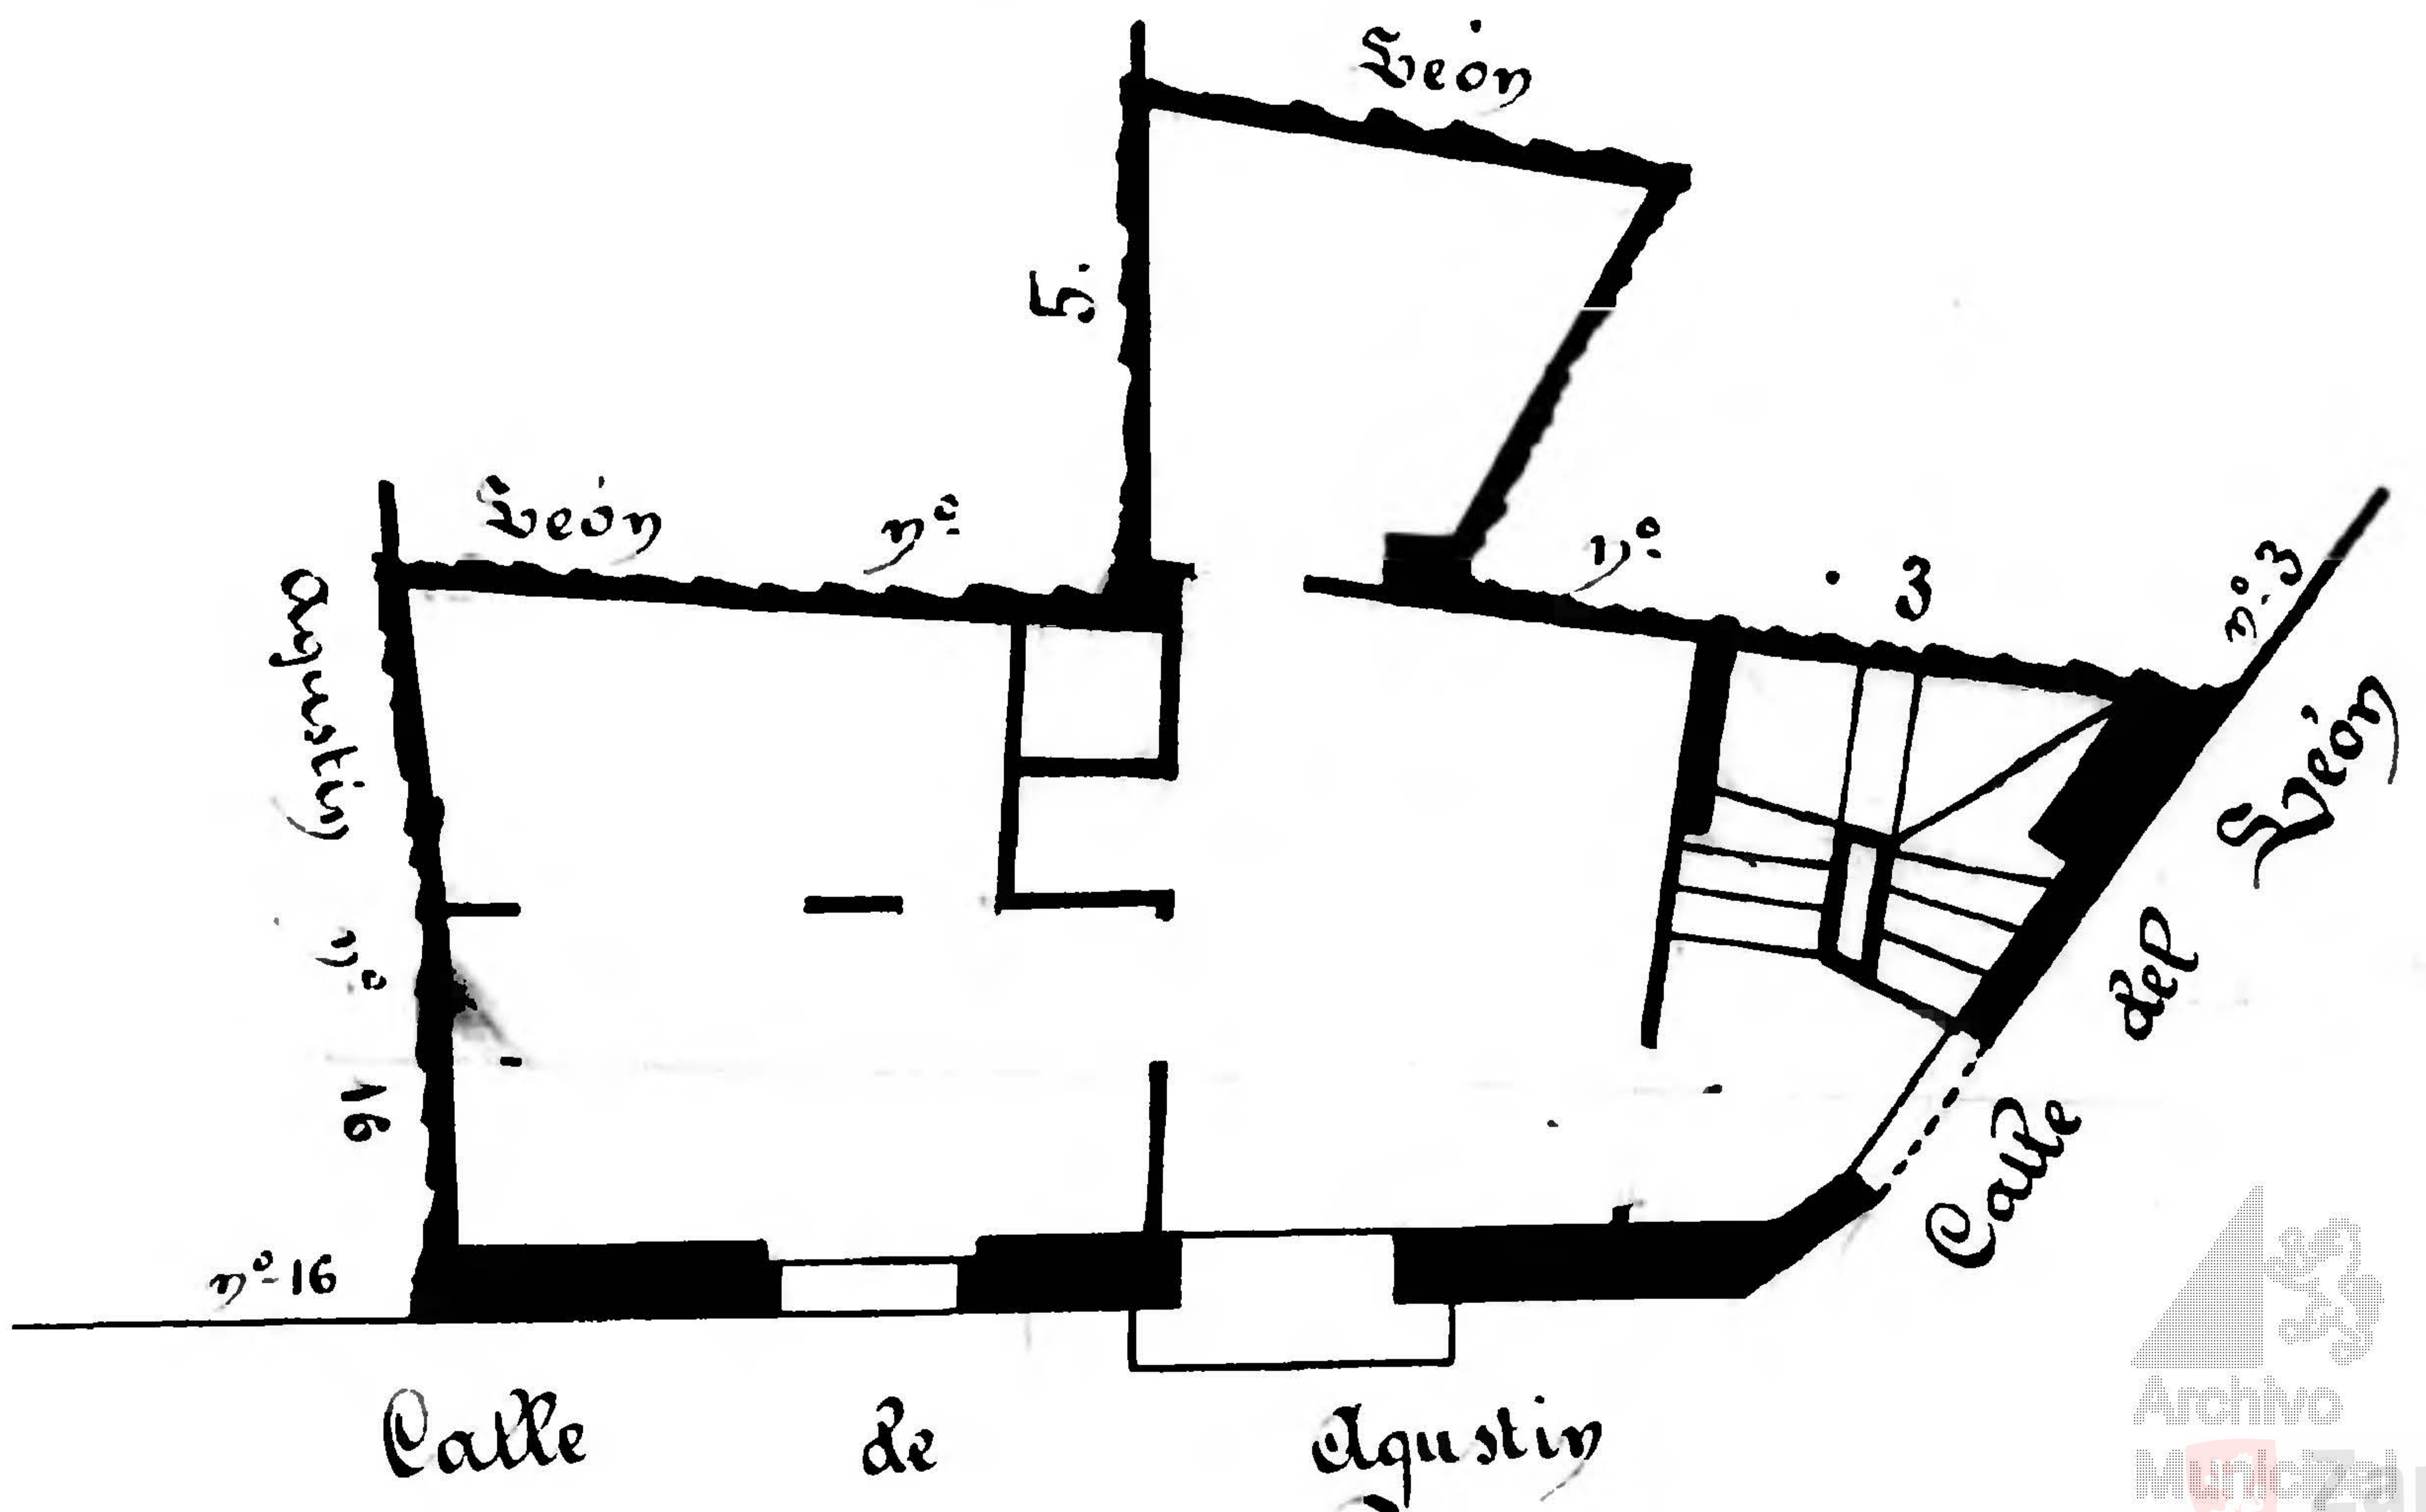 León
5.
León nº
nº 3
nº 3
Agustin nº 16
Calle del León
nº 16
Calle de Agustin
Archivo